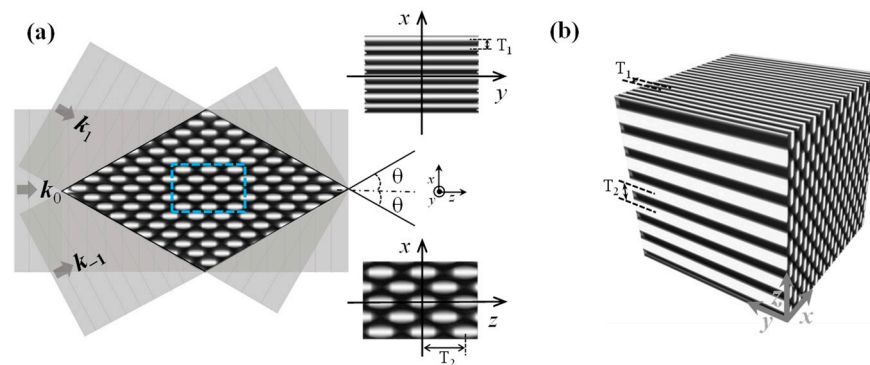 (a)
x
T₁
y
k₁
k₀
k₋₁
θ
θ
x
y
z
x
z
T₂
(b)
T₁
T₂
z
y
x